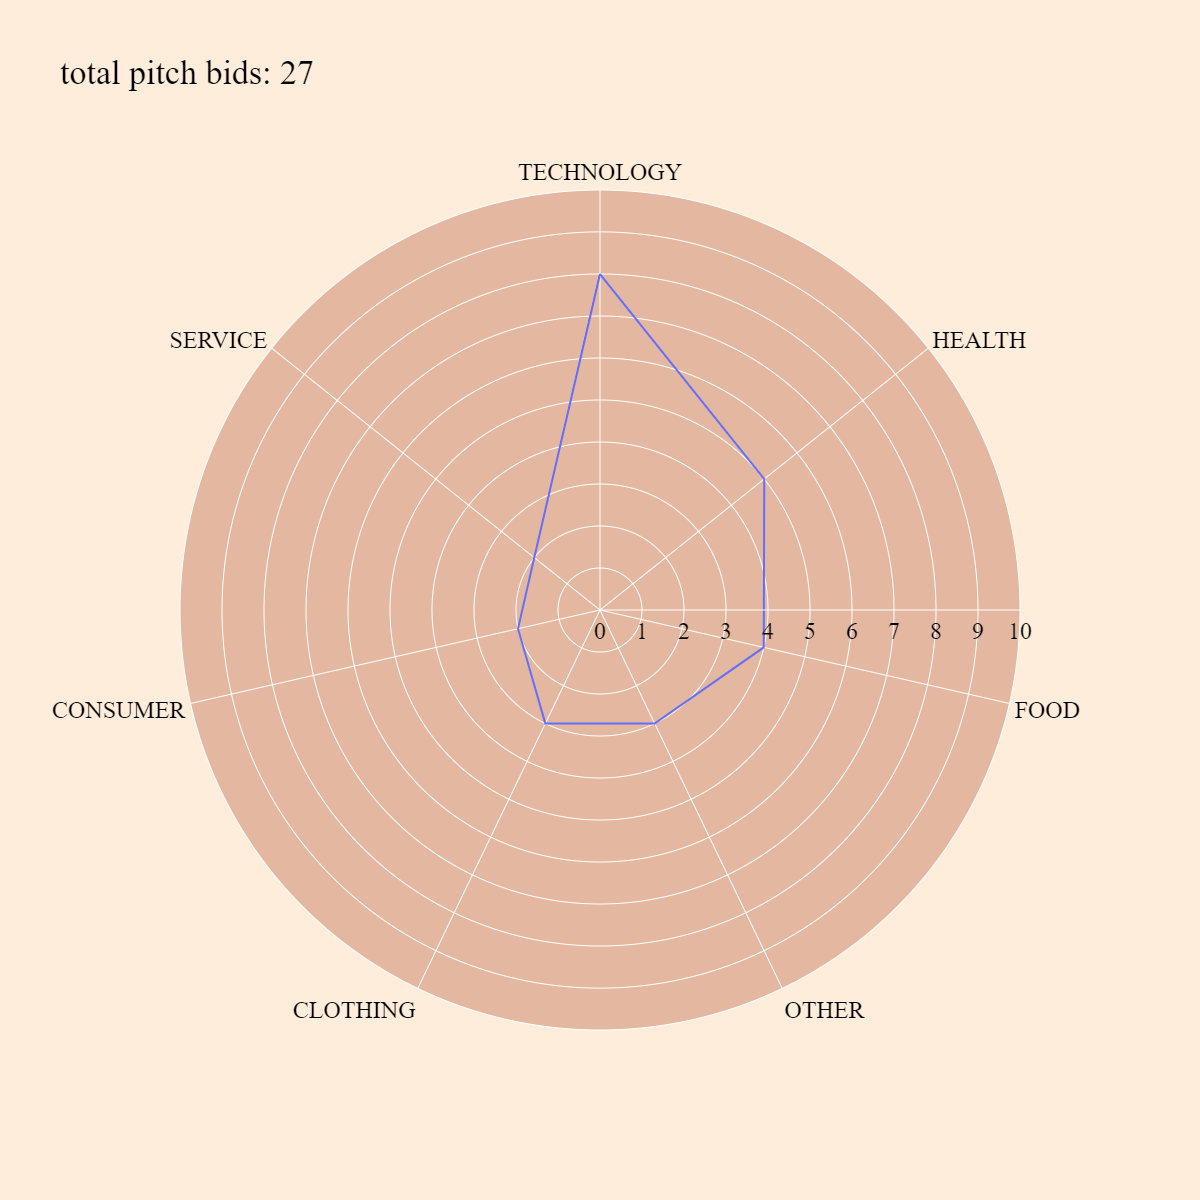 total pitch bids: 27
TECHNOLOGY
SERVICE
HEALTH
0 1 2 3 4 5 6 7 8 9 10
CONSUMER
FOOD
CLOTHING
OTHER